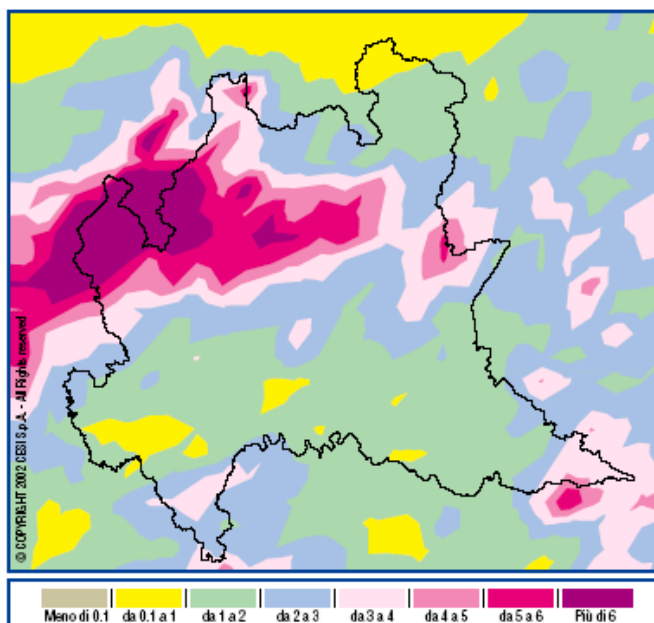 © COPYRIGHT 2002 CESI S.p.A. - All Rights reserved
Meno di 0.1
da 0.1 a 1
da 1 a 2
da 2 a 3
da 3 a 4
da 4 a 5
da 5 a 6
Più di 6